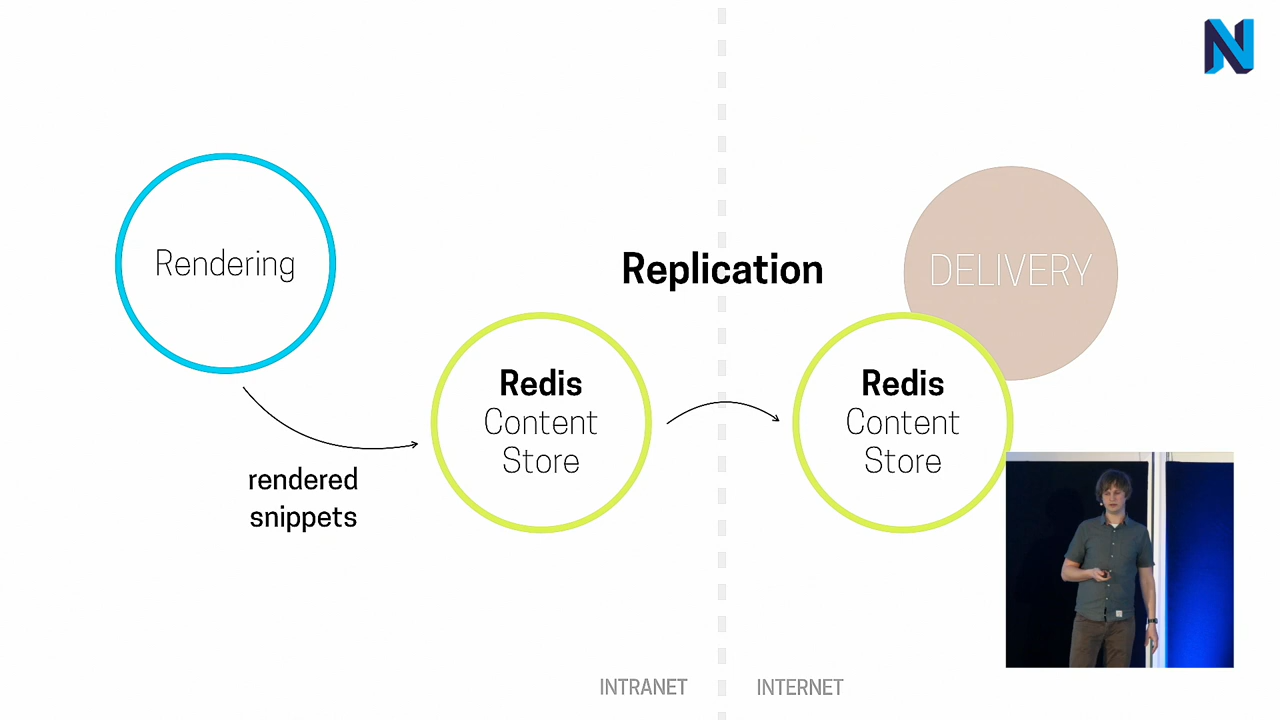 Rendering
Replication
DELIVERY
Redis
Content
Store
Redis
Content
Store
rendered
snippets
INTRANET
INTERNET